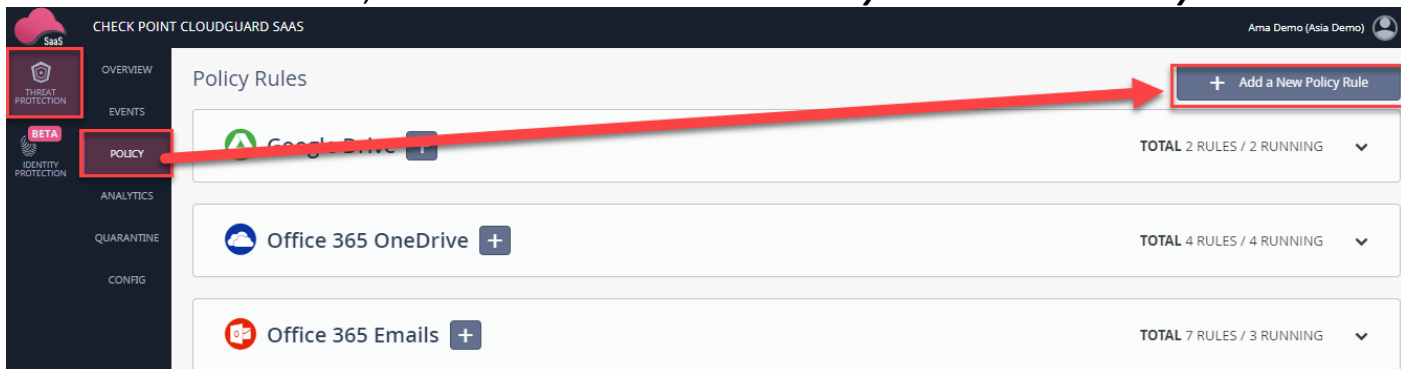 SaaS
CHECK POINT CLOUDGUARD SAAS
Ama Demo (Asia Demo)
THREAT
PROTECTION
BETA
IDENTITY
PROTECTION
OVERVIEW
EVENTS
POLICY
ANALYTICS
QUARANTINE
CONFIG
Policy Rules
+ Add a New Policy Rule
Google Drive +
TOTAL 2 RULES / 2 RUNNING
Office 365 OneDrive +
TOTAL 4 RULES / 4 RUNNING
Office 365 Emails +
TOTAL 7 RULES / 3 RUNNING